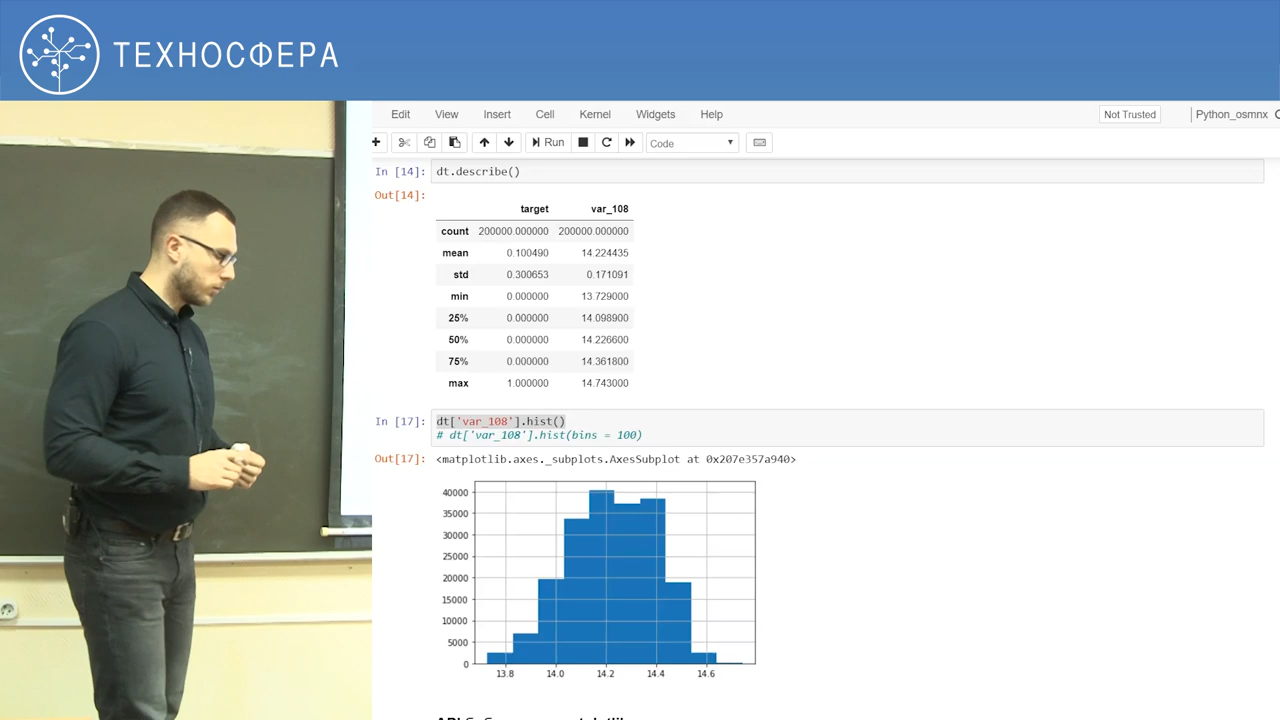 ТЕХНОСФЕРА
Edit View Insert Cell Kernel Widgets Help Not Trusted Python_osmnx
Run Code
In [14]: dt.describe()
Out[14]:
target var_108
count 200000.000000 200000.000000
mean 0.100490 14.224435
std 0.300653 0.171091
min 0.000000 13.729000
25% 0.000000 14.098900
50% 0.000000 14.226600
75% 0.000000 14.361800
max 1.000000 14.743000
In [17]: dt['var_108'].hist()
# dt['var_108'].hist(bins = 100)
Out[17]: <matplotlib.axes._subplots.AxesSubplot at 0x207e357a940>
40000
35000
30000
25000
20000
15000
10000
5000
0
13.8 14.0 14.2 14.4 14.6